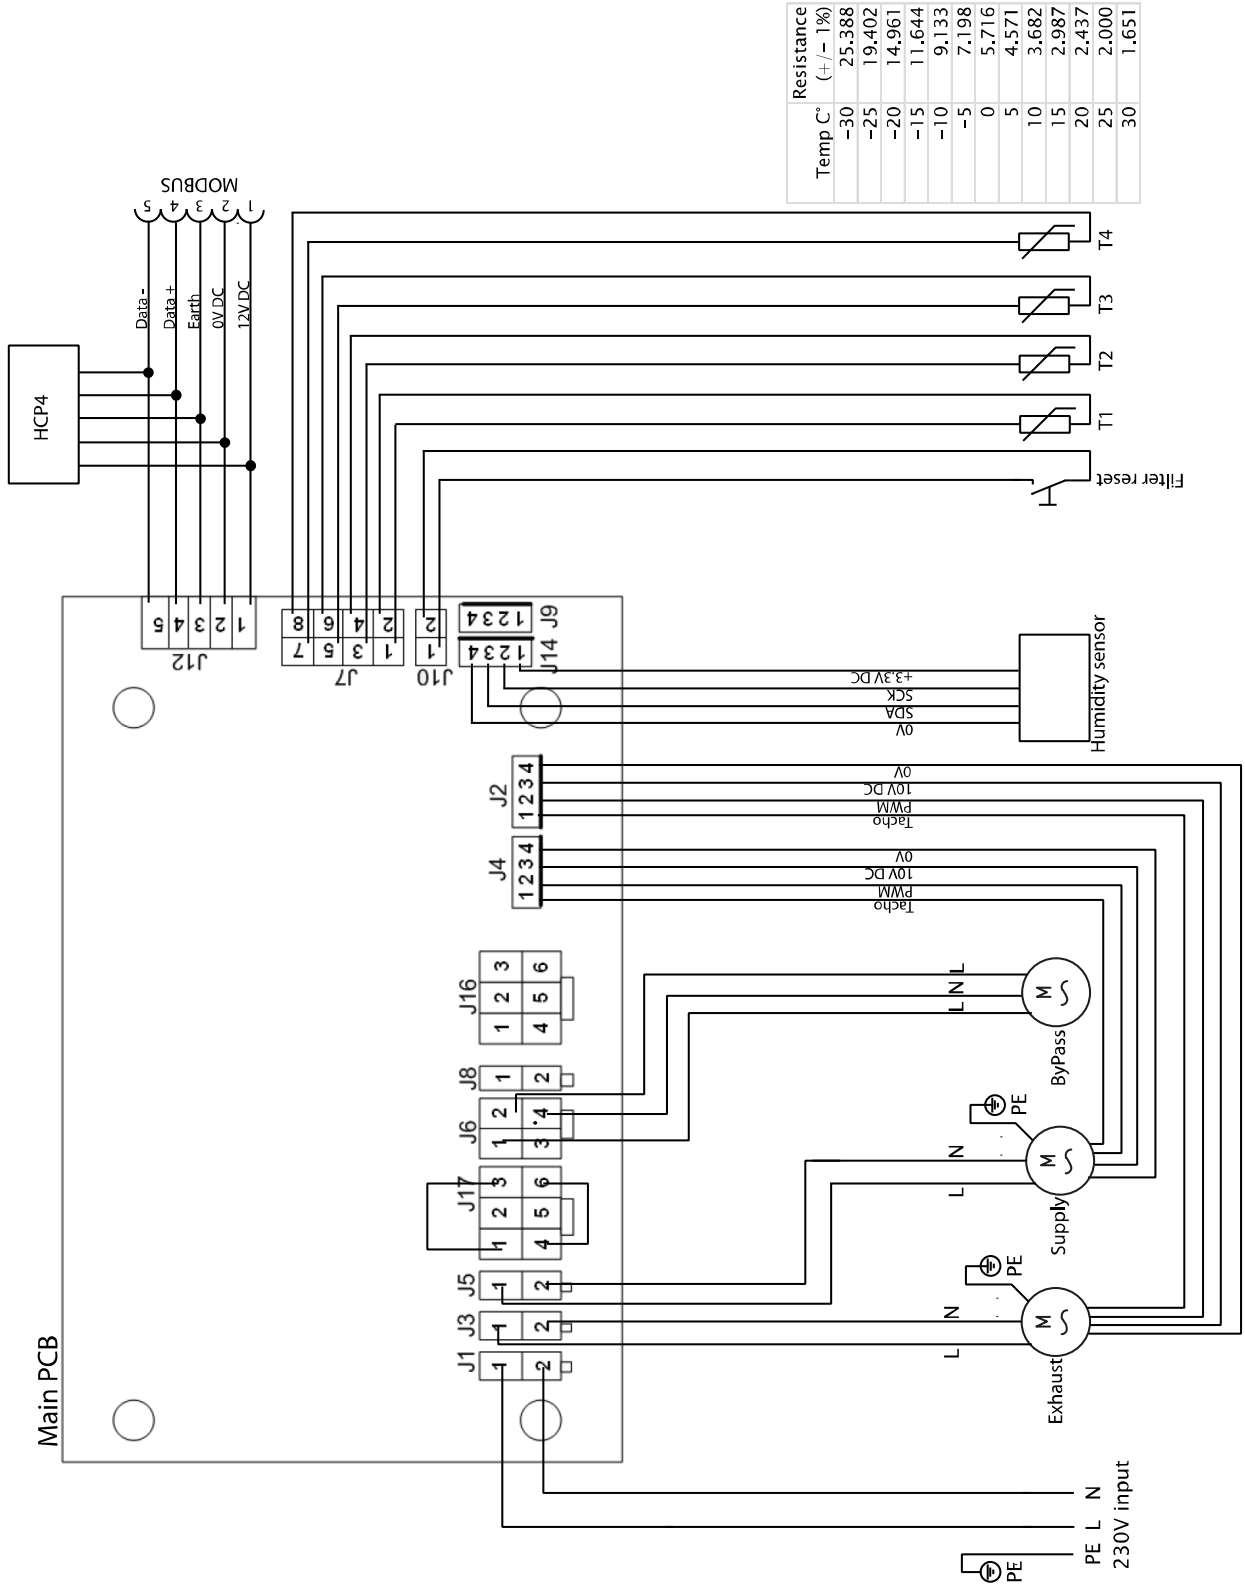 Main PCB
HCP4
MODBUS
5 4 3 2 1
Data -
Data +
Earth
0V DC
12V DC
J12
5 4 3 2 1
J7
8 6 4 2
7 5 3 1
J10
2
1
J9
4 3 2 1
J14
4 3 2 1
J2
1 2 3 4
J4
1 2 3 4
J16
1 2 3
4 5 6
J8
1
2
J6
1 2
3 4
J17
1 2 3
4 5 6
J5
1
2
J3
1
2
J1
1
2
+3.3V DC
SCK
SDA
0V
Humidity sensor
0V
10V DC
PWM
Tacho
0V
10V DC
PWM
Tacho
L N L
M
ByPass
L N
M
PE
Supply
L N
M
PE
Exhaust
PE
PE L N
230V input
Filter reset
T1
T2
T3
T4
Temp C° Resistance (+/- 1%)
-30 25.388
-25 19.402
-20 14.961
-15 11.644
-10 9.133
-5 7.198
0 5.716
5 4.571
10 3.682
15 2.987
20 2.437
25 2.000
30 1.651